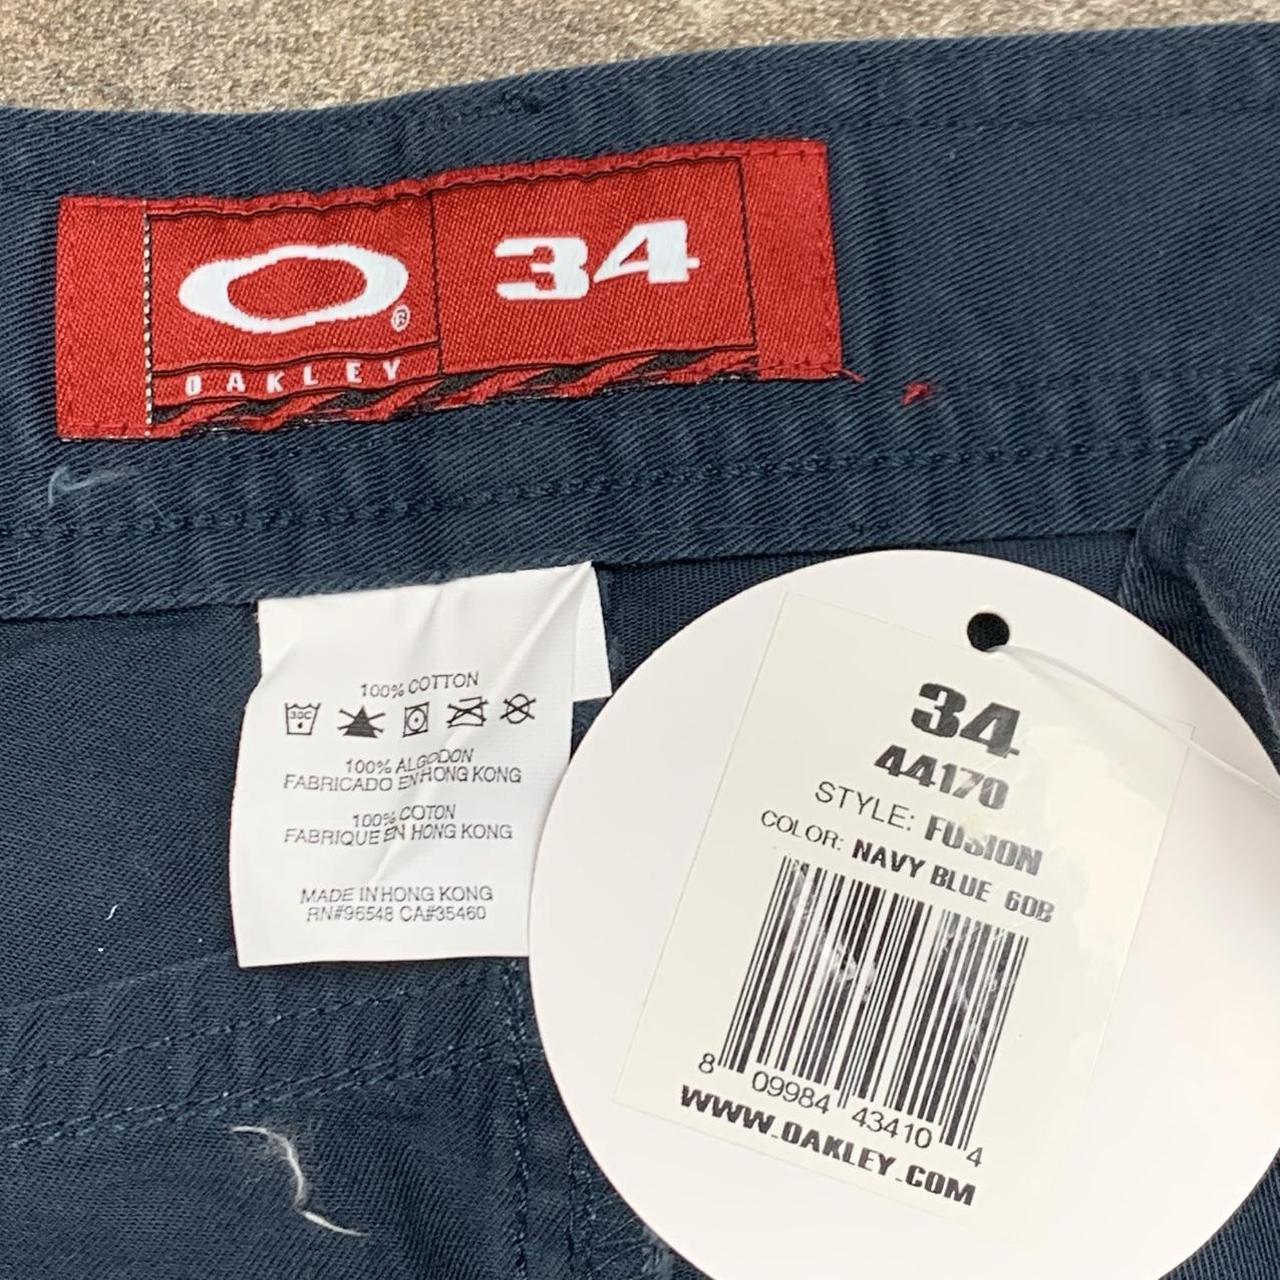 34
®
OAKLEY
100% COTTON
30C
100% ALGODON
FABRICADO EN HONG KONG
100% COTON
FABRIQUE EN HONG KONG
MADE IN HONG KONG
RN#96548 CA#35460
34
44170
STYLE: FUSION
COLOR: NAVY BLUE 60B
8 09984 43410 4
WWW.OAKLEY.COM